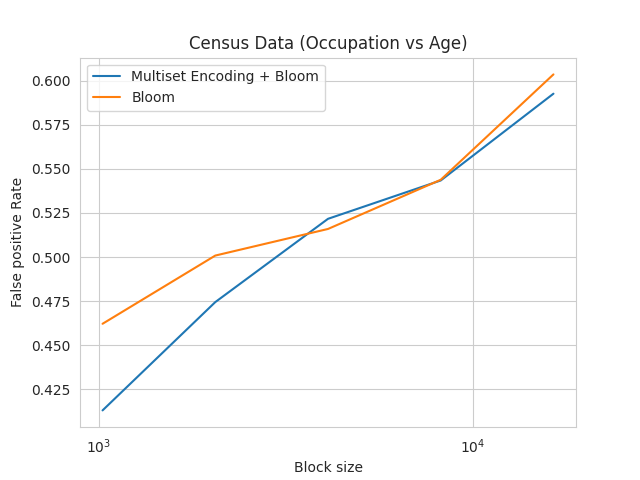 Census Data (Occupation vs Age)
Multiset Encoding + Bloom
Bloom
0.600
0.575
0.550
0.525
0.500
0.475
0.450
0.425
False positive Rate
10³
10⁴
Block size